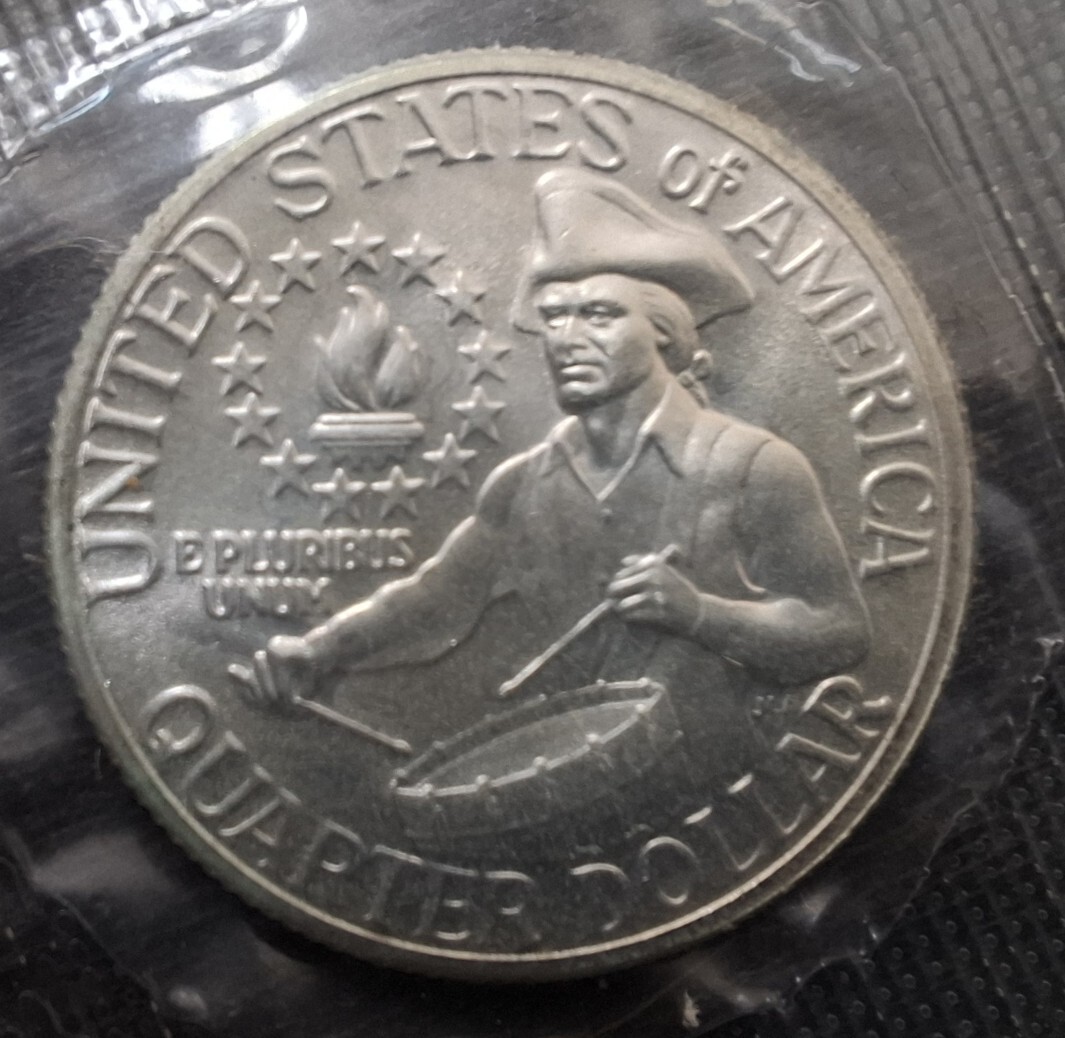 UNITED STATES of AMERICA
E PLURIBUS
UNUM
QUARTER DOLLAR